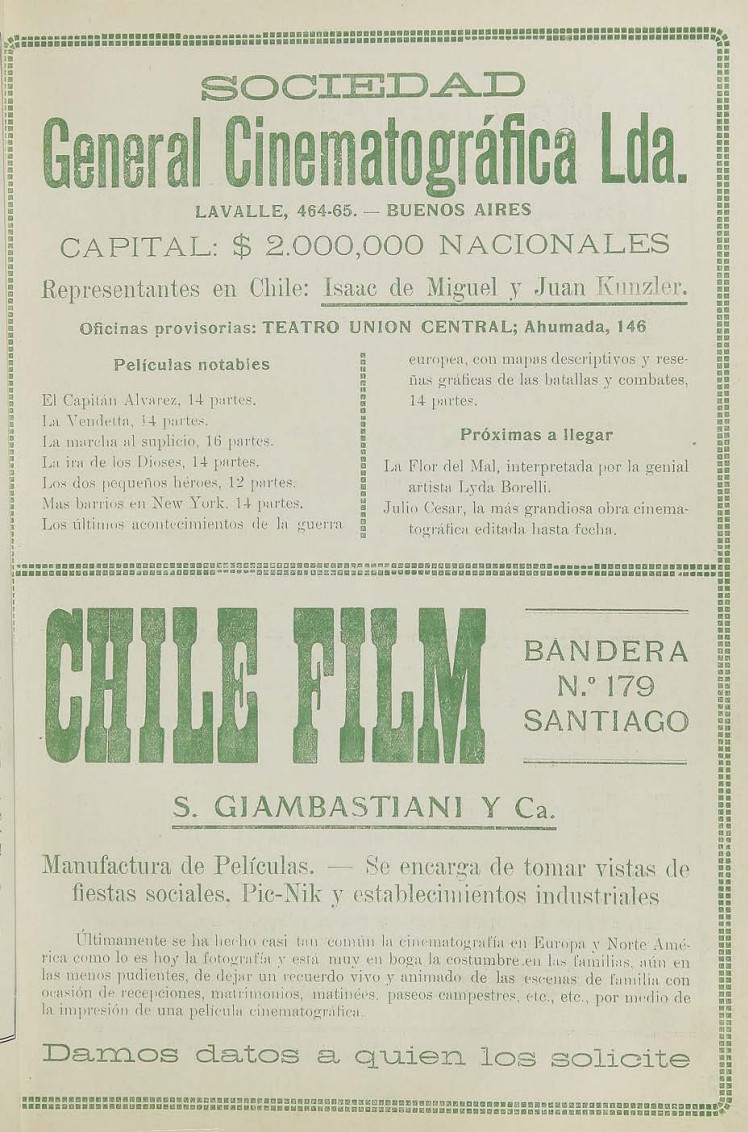 SOCIEDAD
General Cinematográfica Lda.
LAVALLE, 464-65. — BUENOS AIRES
CAPITAL: $ 2.000,000 NACIONALES
Representantes en Chile: Isaac de Miguel y Juan Kunzler.
Oficinas provisorias: TEATRO UNION CENTRAL; Ahumada, 146
Películas notables
El Capitán Alvarez, 14 partes.
La Vendetta, 14 partes.
La marcha al suplicio, 16 partes.
La ira de los Dioses, 14 partes.
Los dos pequeños héroes, 12 partes.
Mas barrios en New York, 14 partes.
Los últimos acontecimientos de la guerra
europea, con mapas descriptivos y rese-
ñas gráficas de las batallas y combates,
14 partes.
Próximas a llegar
La Flor del Mal, interpretada por la genial
artista Lyda Borelli.
Julio Cesar, la más grandiosa obra cinema-
tográfica editada hasta fecha.
CHILE FILM
BANDERA
N.º 179
SANTIAGO
S. GIAMBASTIANI Y Ca.
Manufactura de Películas. — Se encarga de tomar vistas de
fiestas sociales, Pic-Nik y establecimientos industriales
Últimamente se ha hecho casi tan común la cinematografía en Europa y Norte Amé-
rica como lo es hoy la fotografía y está muy en boga la costumbre en las familias, aún en
las menos pudientes, de dejar un recuerdo vivo y animado de las escenas de familia con
ocasión de recepciones, matrimonios, matinées, paseos campestres, etc., etc., por medio de
la impresión de una película cinematográfica.
Damos datos a quien los solicite